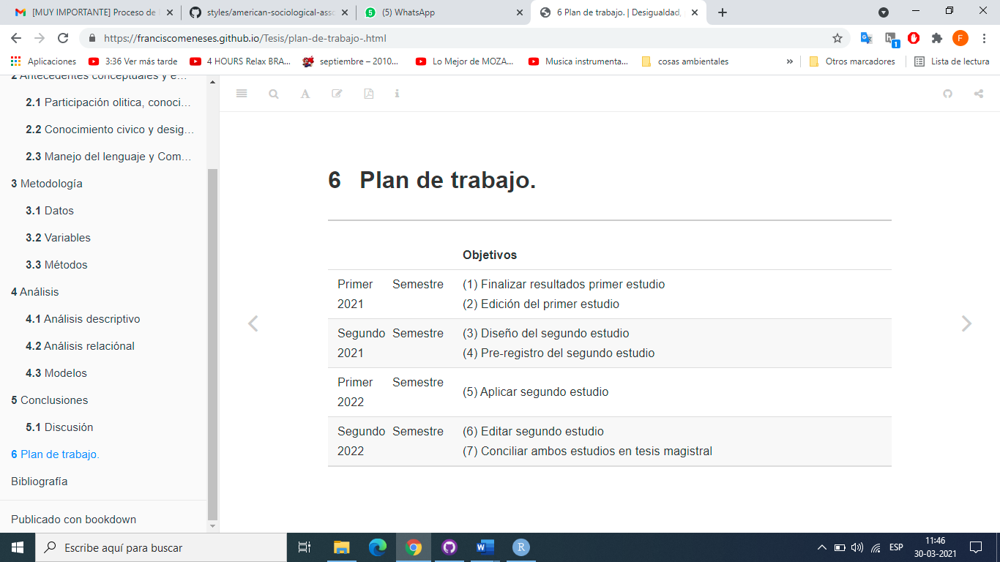 [MUY IMPORTANTE] Proceso de
styles/american-sociological-asso
(5) WhatsApp
6 Plan de trabajo. | Desigualdad,
https://franciscomeneses.github.io/Tesis/plan-de-trabajo-.html
F
1
Aplicaciones
3:36 Ver más tarde
4 HOURS Relax BRA...
septiembre – 2010...
Lo Mejor de MOZA...
Musica instrumenta...
cosas ambientales
»
Otros marcadores
Lista de lectura
2 Antecedentes conceptuales y e…
2.1 Participación olitica, conoci…
2.2 Conocimiento civico y desig…
2.3 Manejo del lenguaje y Com…
3 Metodología
3.1 Datos
3.2 Variables
3.3 Métodos
4 Análisis
4.1 Análisis descriptivo
4.2 Análisis relaciónal
4.3 Modelos
5 Conclusiones
5.1 Discusión
6 Plan de trabajo.
Bibliografía
Publicado con bookdown
6 Plan de trabajo.
Objetivos
Primer Semestre 
2021
(1) Finalizar resultados primer estudio
(2) Edición del primer estudio
Segundo Semestre
2021
(3) Diseño del segundo estudio
(4) Pre-registro del segundo estudio
Primer Semestre
2022
(5) Aplicar segundo estudio
Segundo Semestre
2022
(6) Editar segundo estudio
(7) Conciliar ambos estudios en tesis magistral
Escribe aquí para buscar
ESP
11:46
30-03-2021